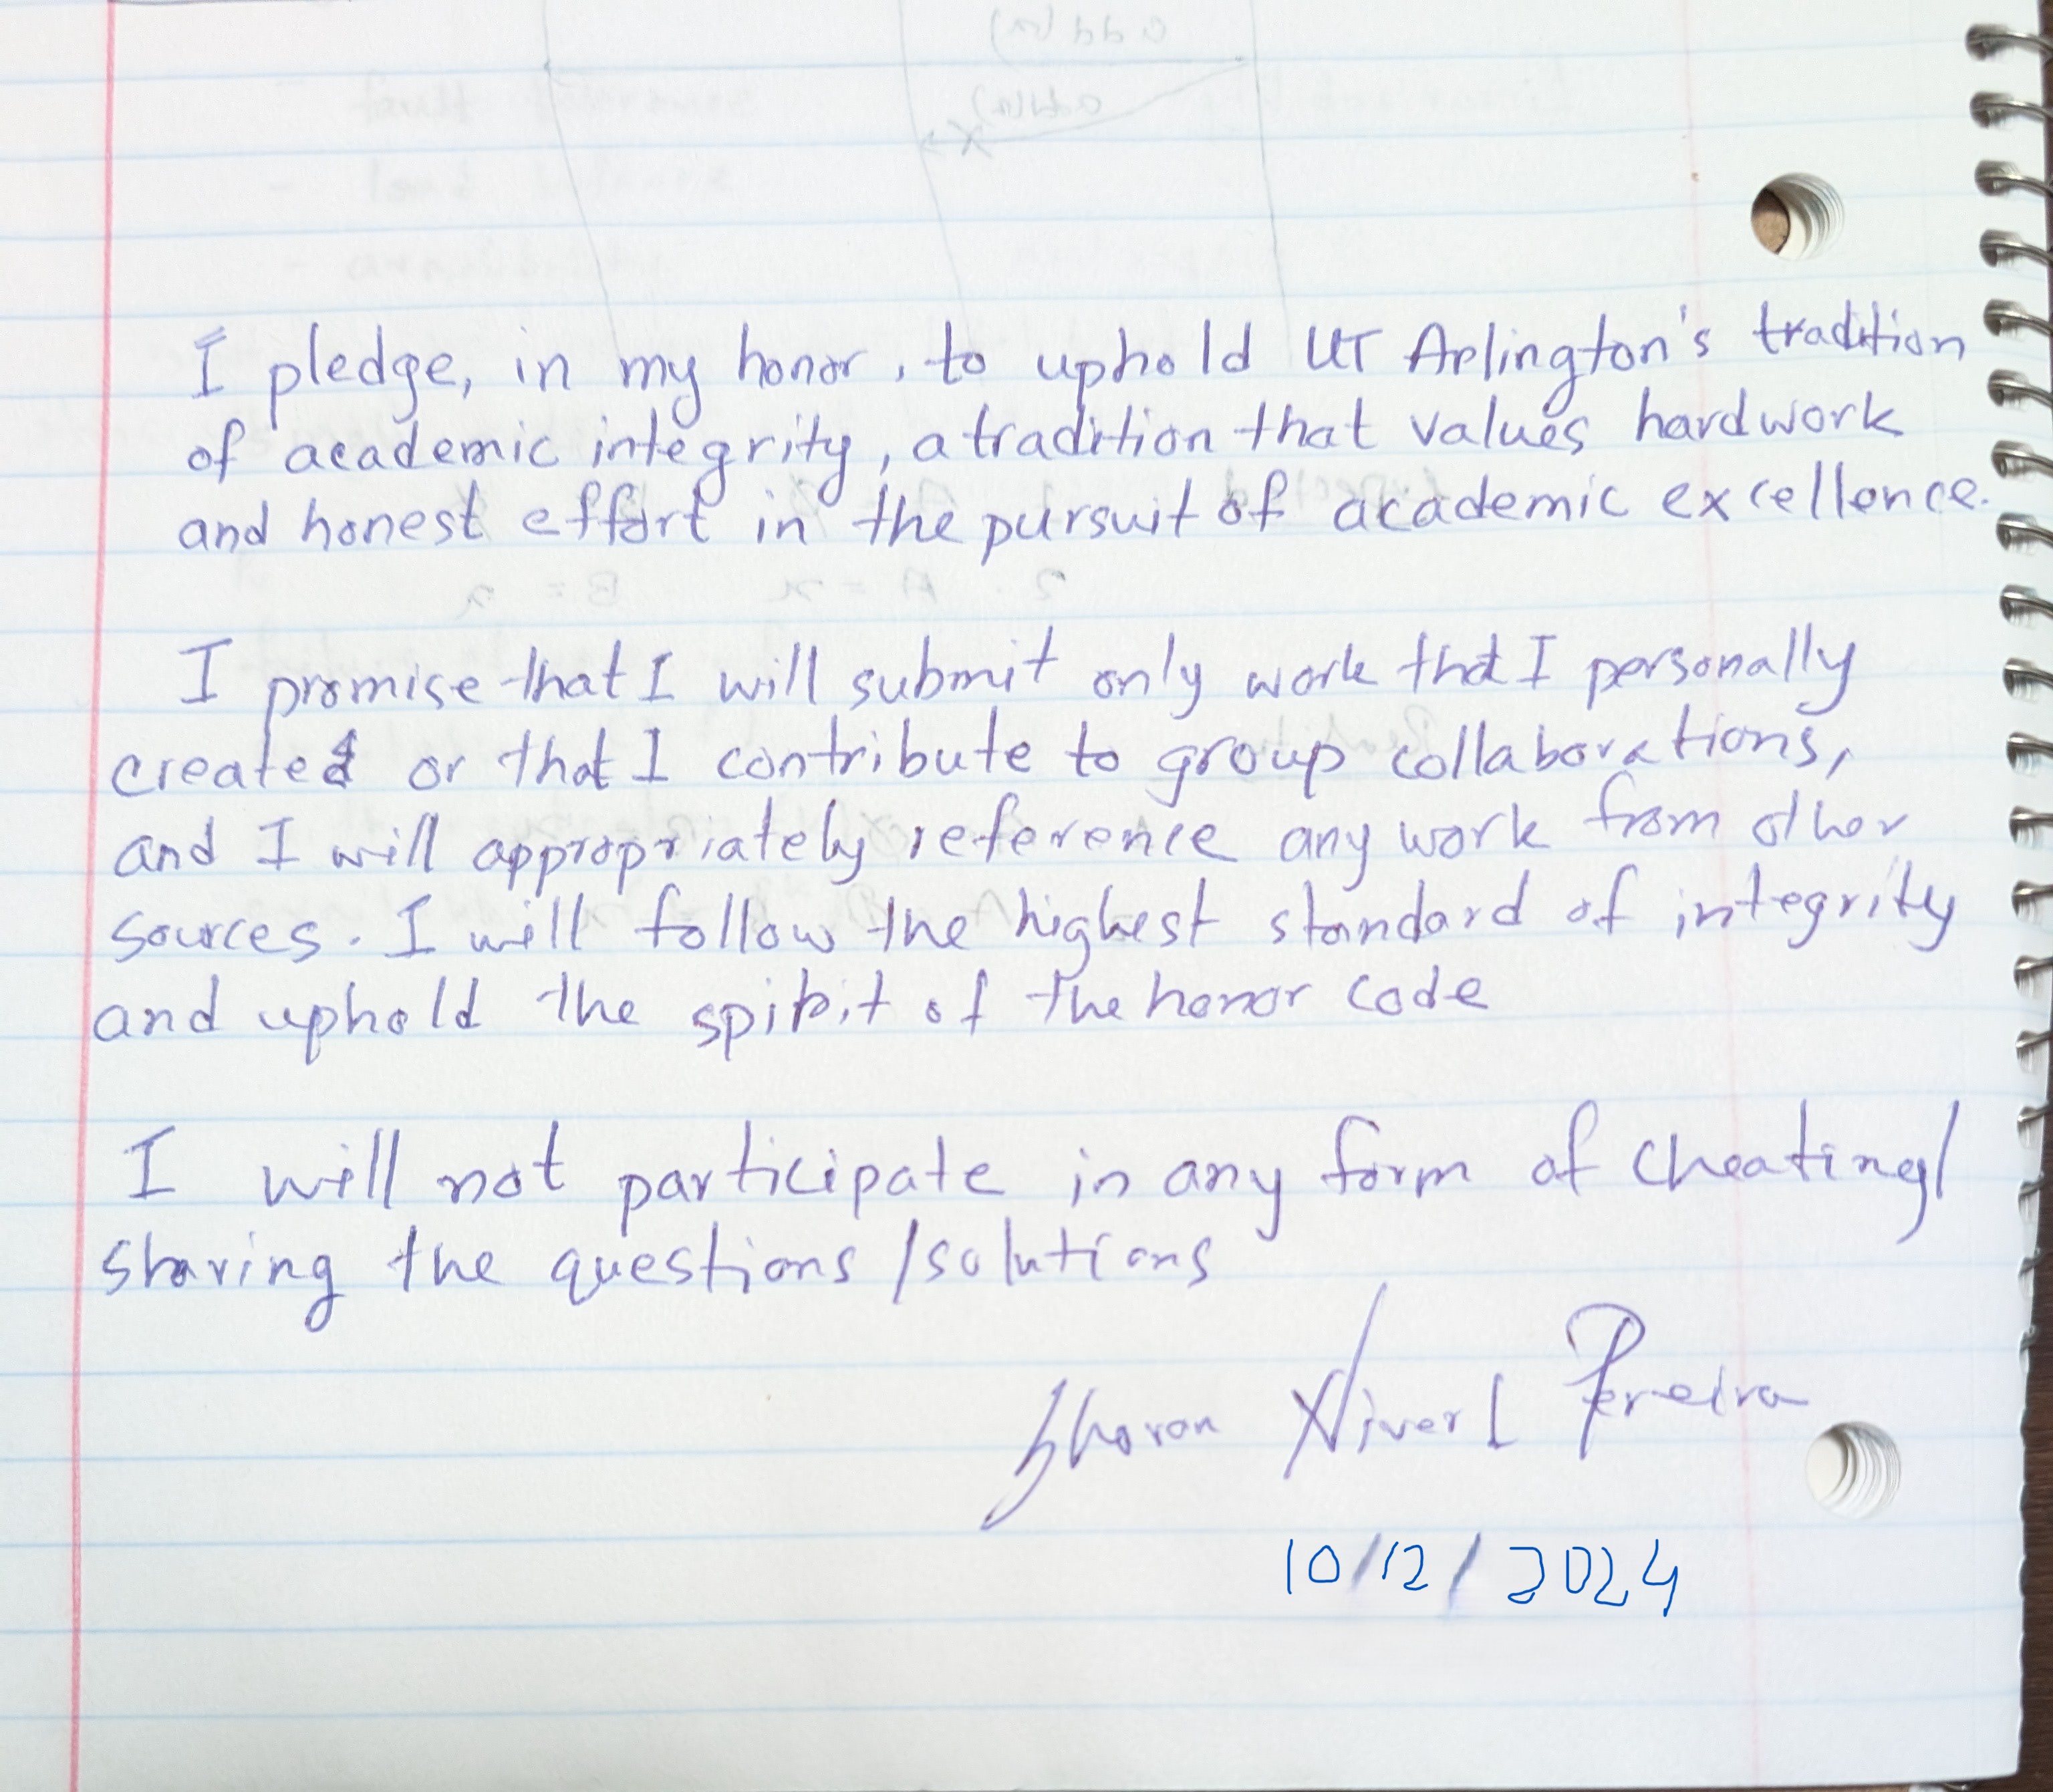 I pledge, in my honor, to uphold UT Arlington's tradition
of academic integrity, a tradition that values hardwork
and honest effort in the pursuit of academic excellence.
I promise that I will submit only work that I personally
created or that I contribute to group collaborations,
and I will appropriately reference any work from other
sources. I will follow the highest standard of integrity
and uphold the spirit of the honor code
I will not participate in any form of cheating/
sharing the questions /solutions
Sharon Pereira
10/12/2024